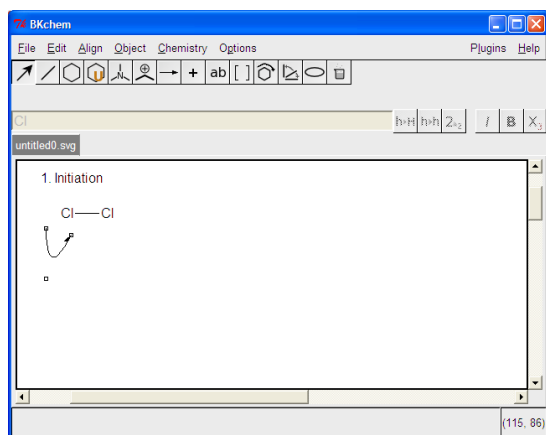 BKchem
File Edit Align Object Chemistry Options Plugins Help
N + ab [ ]
Cl
I B X
untitled0.svg
1. Initiation
Cl Cl
(115, 86)